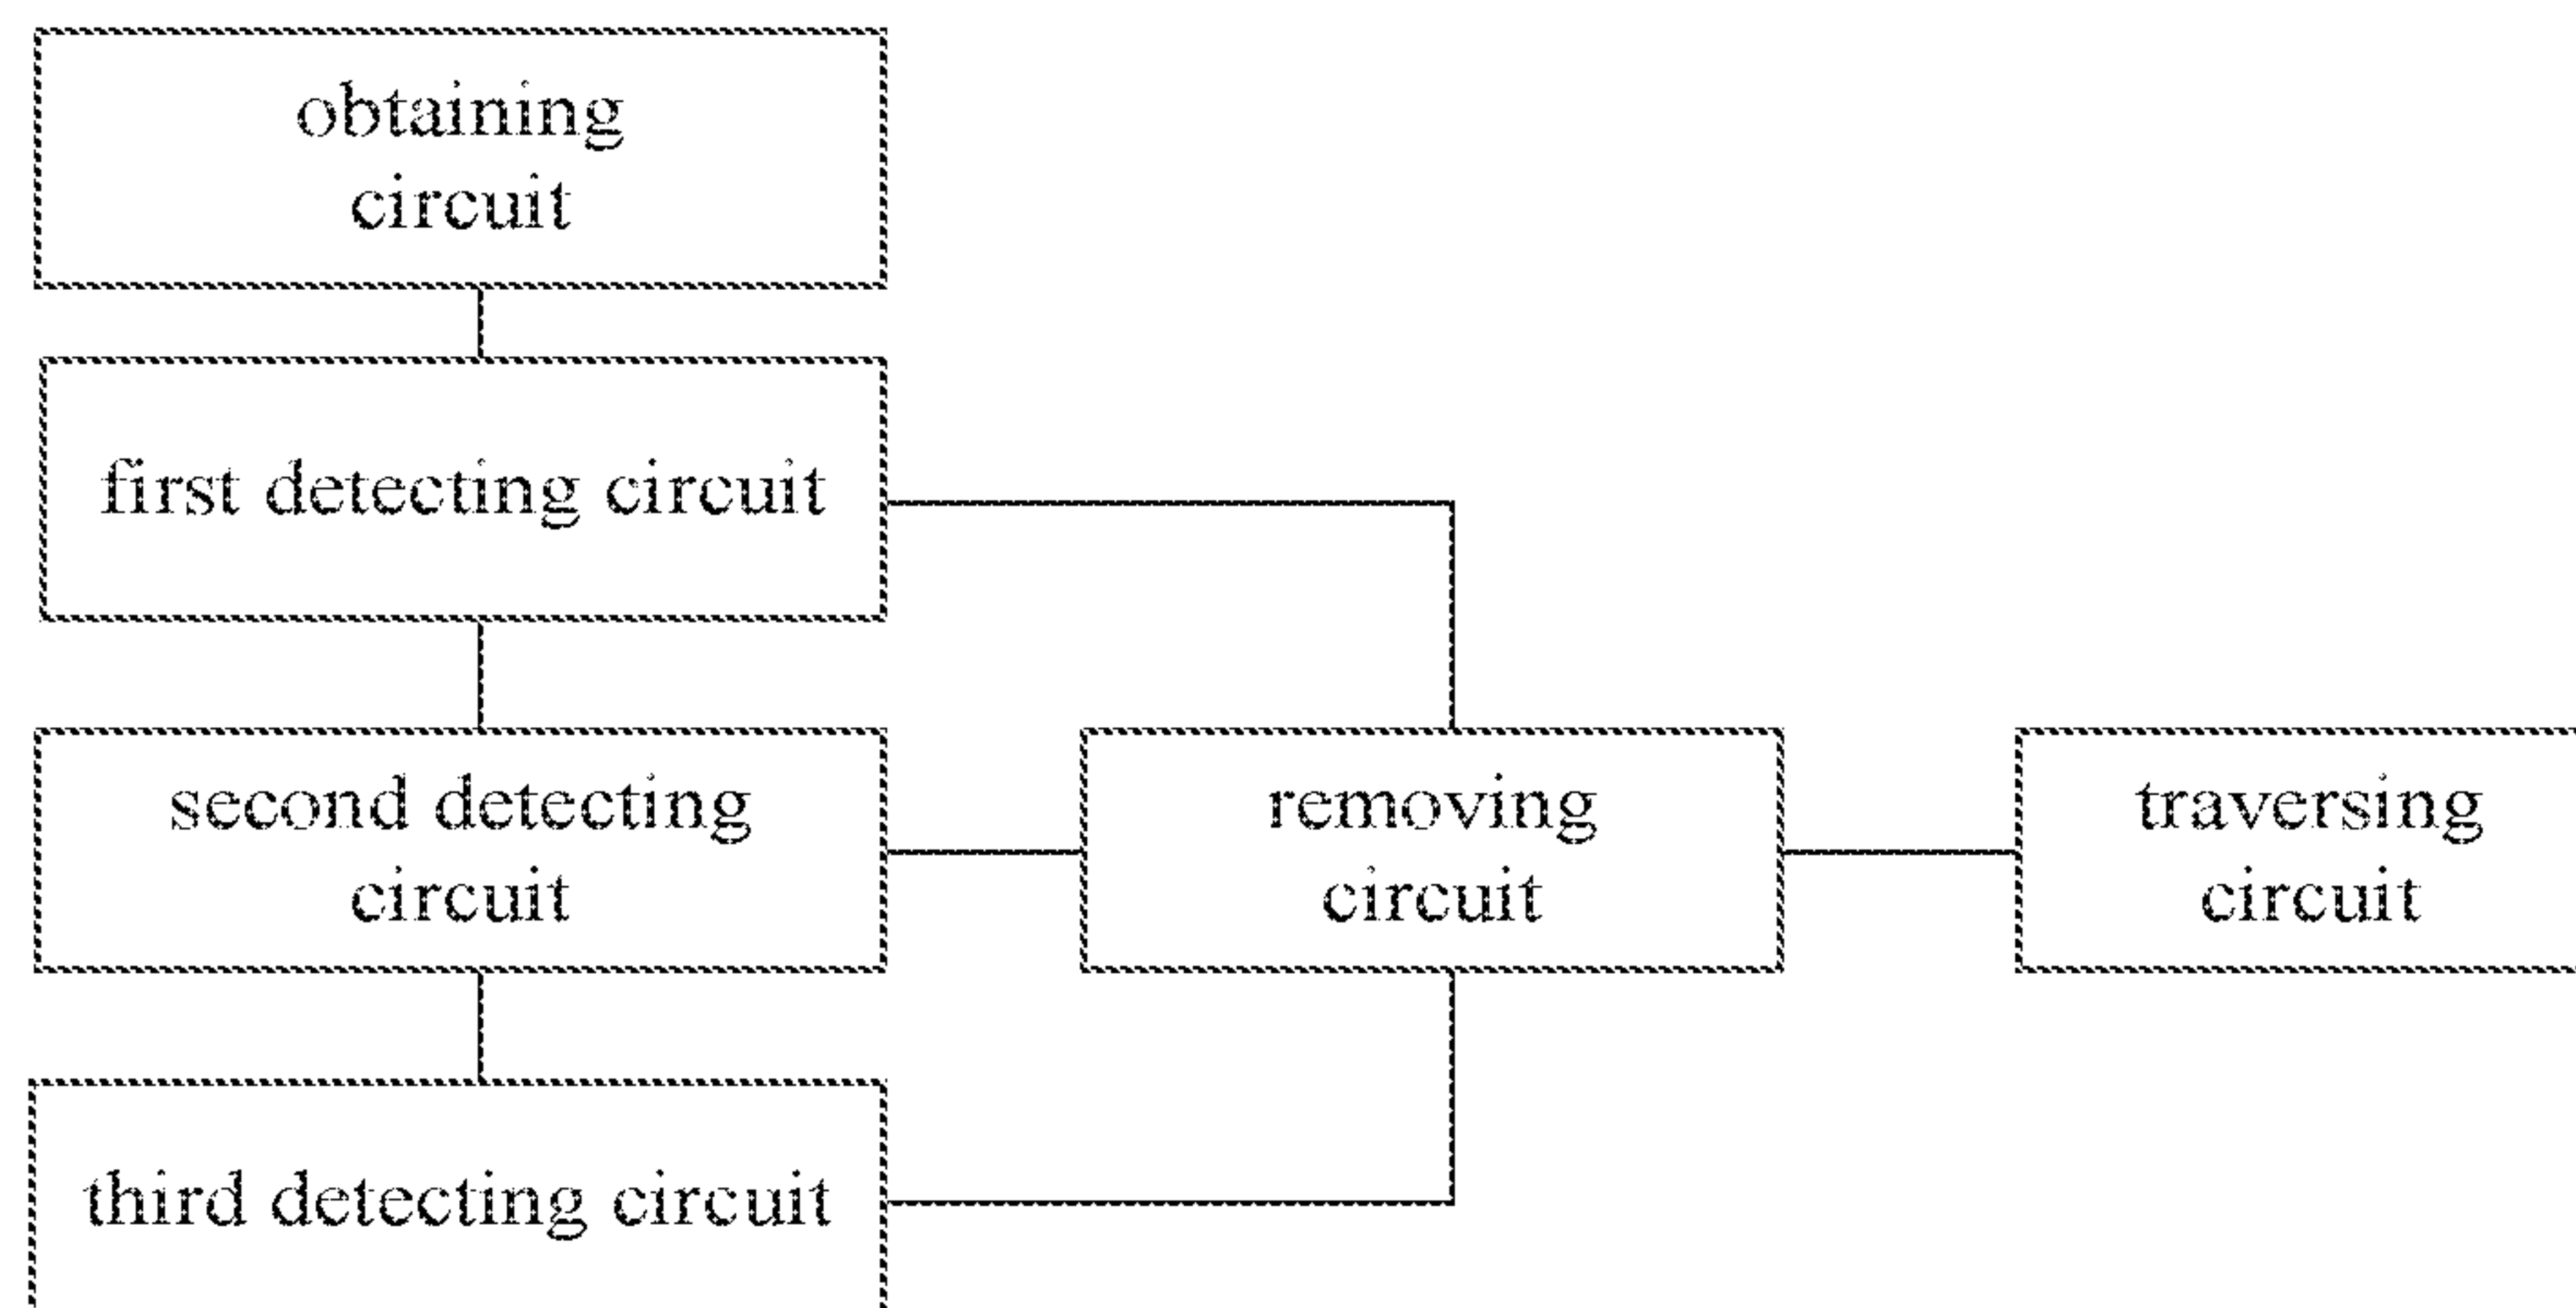 obtaining
circuit
first detecting circuit
second detecting
circuit
removing
circuit
traversing
circuit
third detecting circuit